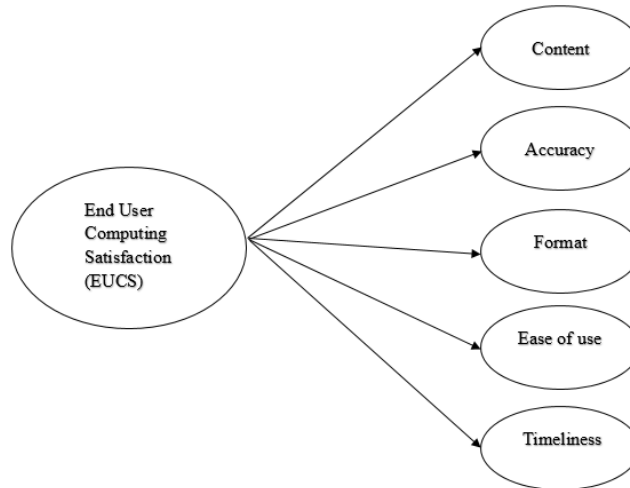 Content
Accuracy
End User
Computing
Satisfaction
(EUCS)
Format
Ease of use
Timeliness